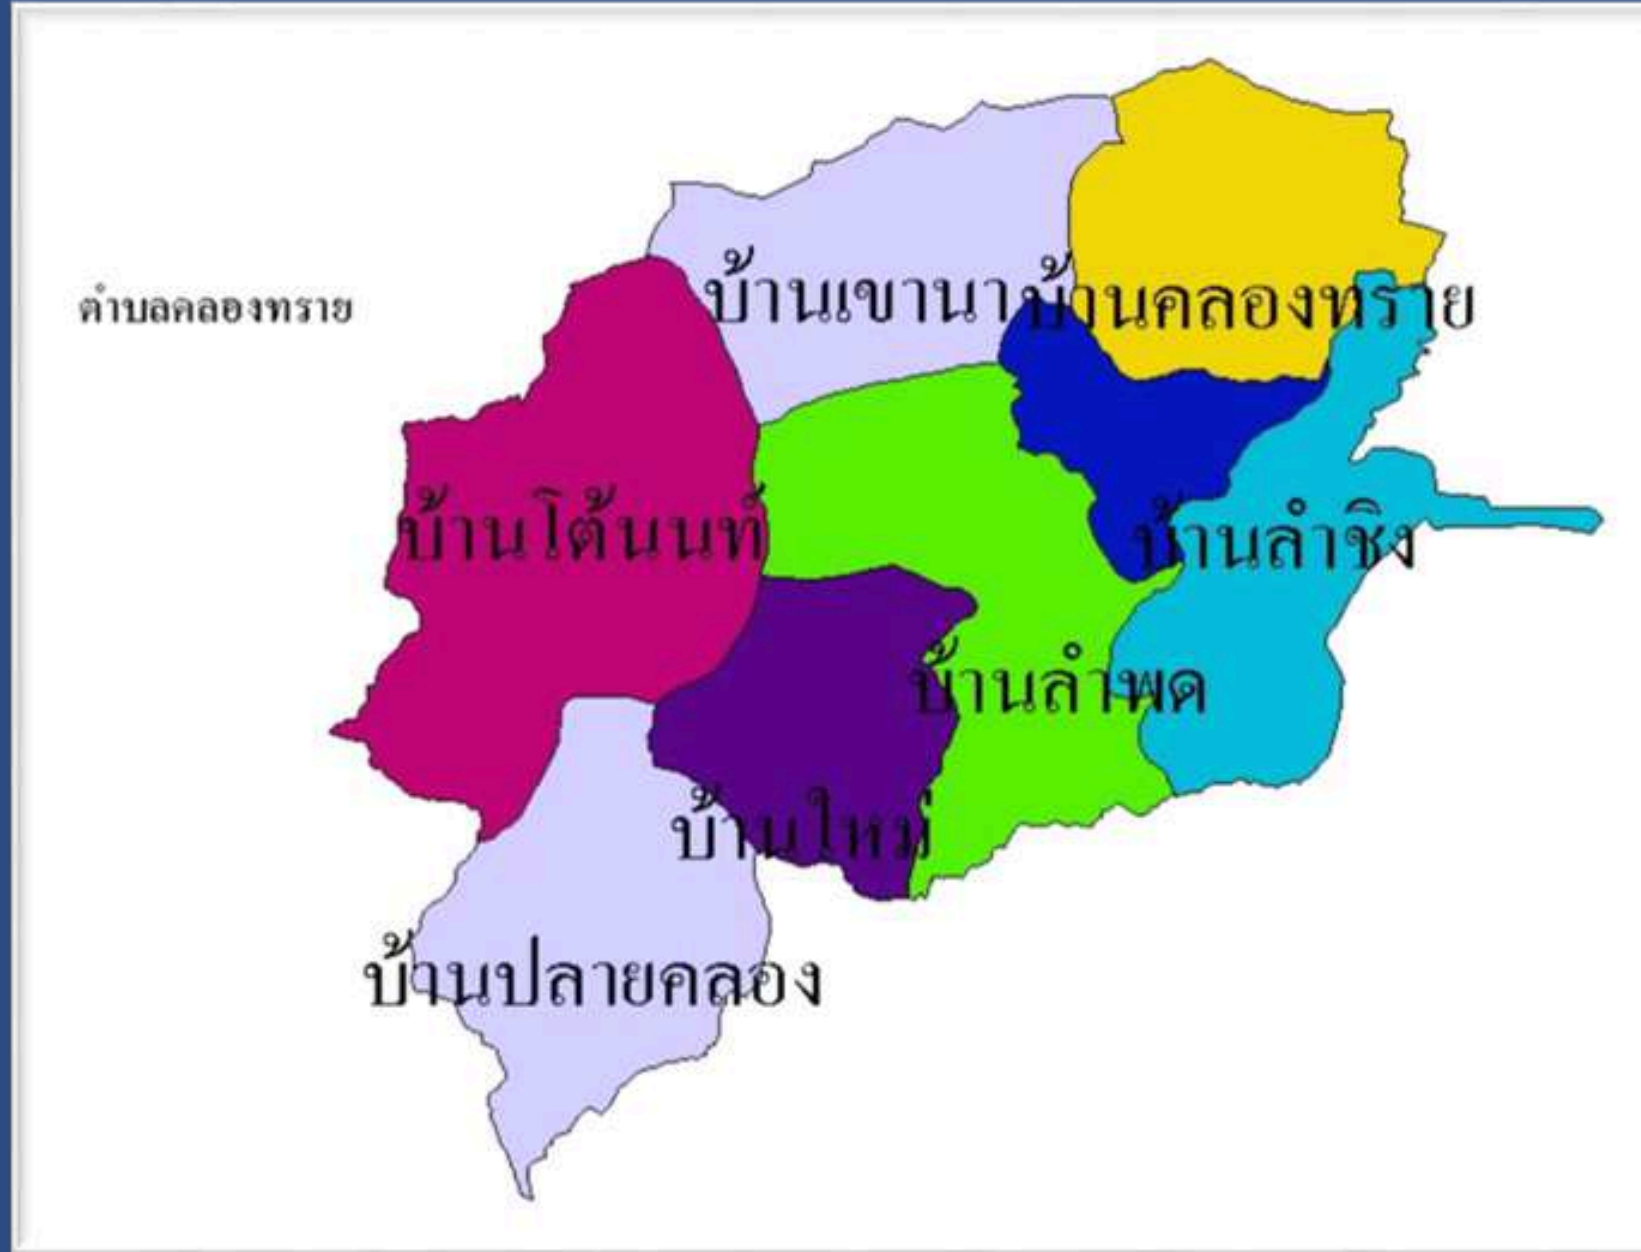 บ้านเขานา
บ้านคลองทราย
ตำบลคลองทราย
บ้านโต้นนท์
บ้านลำชิง
บ้านลำพด
บ้านใหม่
บ้านปลายคลอง